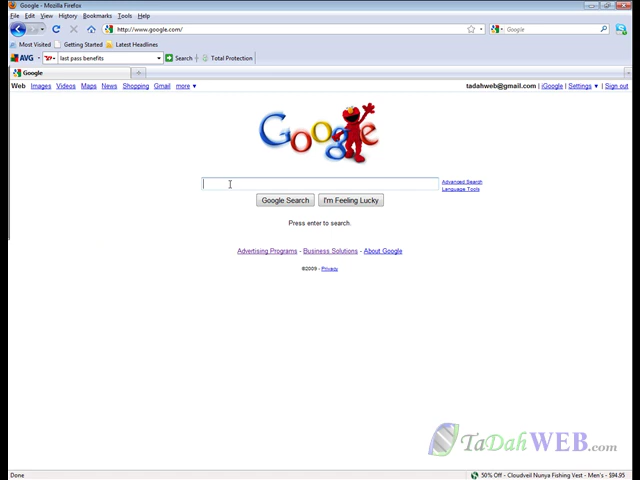 Google - Mozilla Firefox
File Edit View History Bookmarks Tools Help
http://www.google.com/
Google
Most Visited Getting Started Latest Headlines
AVG last pass benefits Search Total Protection
Google
Web Images Videos Maps News Shopping Gmail more ▼ tadahweb@gmail.com | iGoogle | Settings ▼ | Sign out
Google
Advanced Search
Language Tools
Google Search I'm Feeling Lucky
Press enter to search.
Advertising Programs - Business Solutions - About Google
©2009 - Privacy
TaDahWEB.com
Done 50% Off - Cloudveil Nunya Fishing Vest - Men's - $94.95